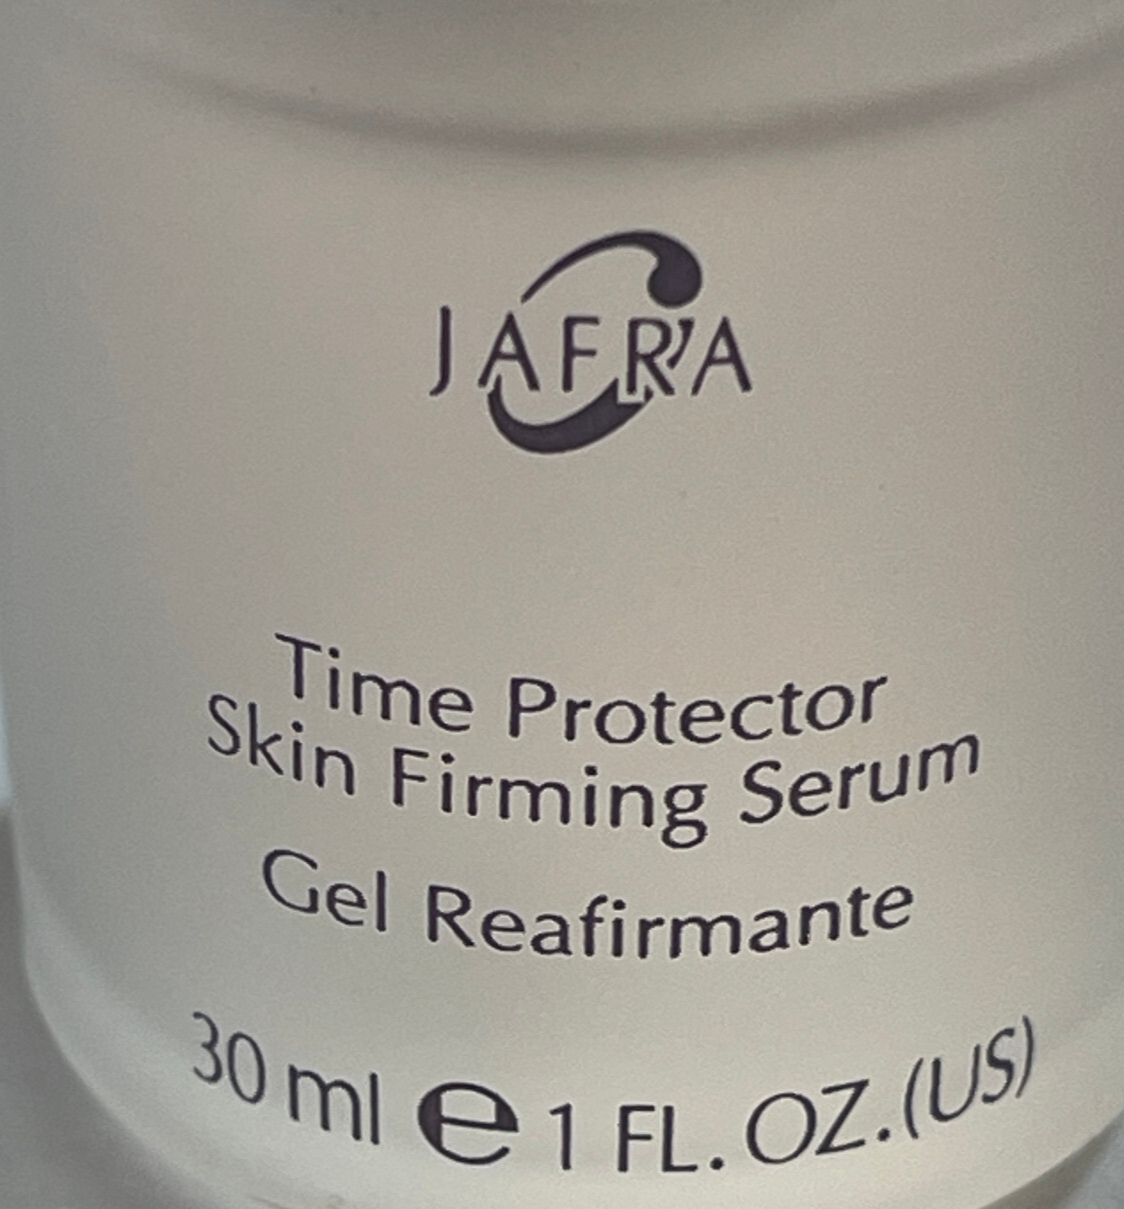 JAFRA
Time Protector
Skin Firming Serum
Gel Reafirmante
30 ml e 1 FL. OZ. (US)